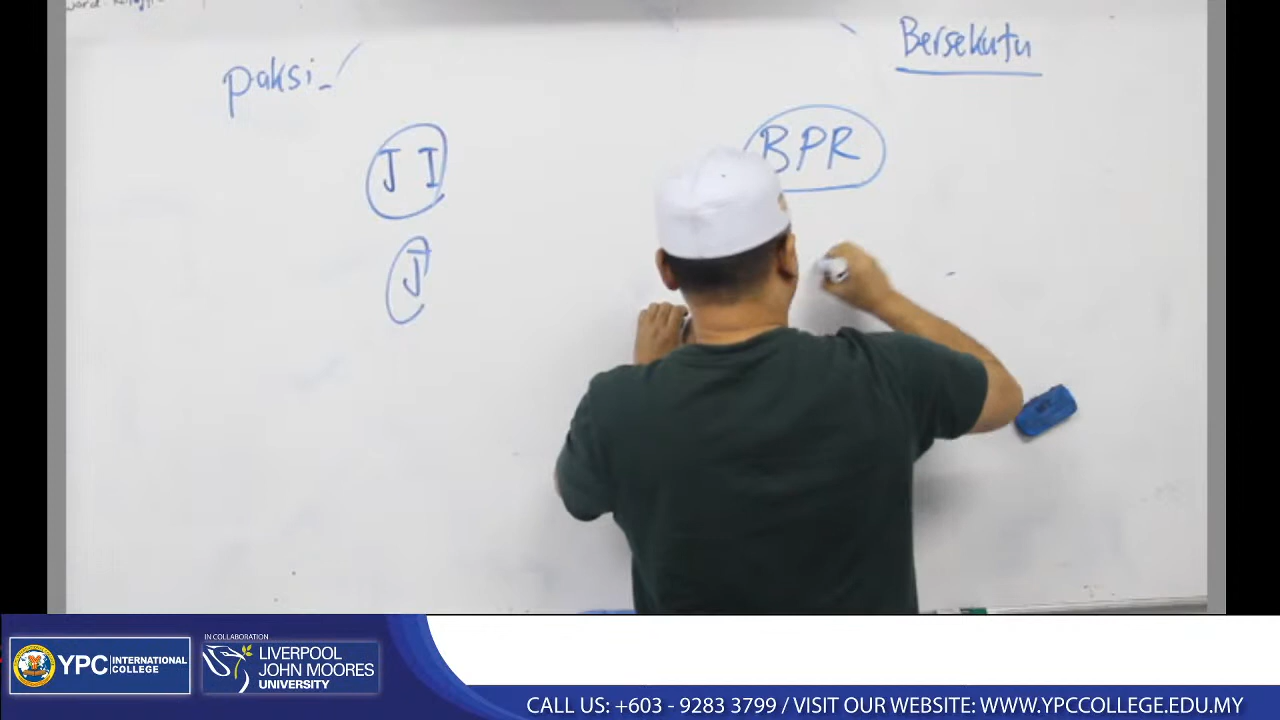 Bersekutu
paksi-
JI
BPR
J
YPC INTERNATIONAL COLLEGE
IN COLLABORATION
LIVERPOOL
JOHN MOORES
UNIVERSITY
CALL US: +603 - 9283 3799 / VISIT OUR WEBSITE: WWW.YPCCOLLEGE.EDU.MY